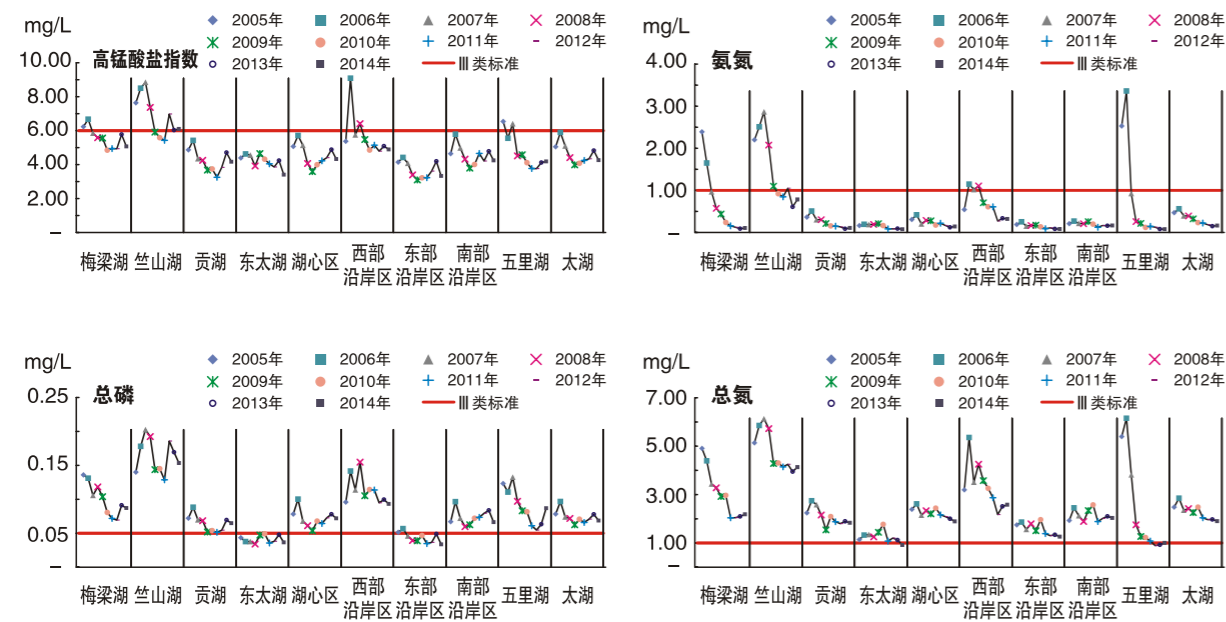 mg/L
2005年 2006年 2007年 2008年
2009年 2010年 2011年 2012年
2013年 2014年 Ⅲ类标准
高锰酸盐指数
10.00
8.00
6.00
4.00
2.00
–
梅梁湖 竺山湖 贡湖 东太湖 湖心区 西部 东部 南部 五里湖 太湖
沿岸区 沿岸区 沿岸区
mg/L
2005年 2006年 2007年 2008年
2009年 2010年 2011年 2012年
2013年 2014年 Ⅲ类标准
氨氮
4.00
3.00
2.00
1.00
–
梅梁湖 竺山湖 贡湖 东太湖 湖心区 西部 东部 南部 五里湖 太湖
沿岸区 沿岸区 沿岸区
mg/L
2005年 2006年 2007年 2008年
2009年 2010年 2011年 2012年
2013年 2014年 Ⅲ类标准
总磷
0.25
0.15
0.05
–
梅梁湖 竺山湖 贡湖 东太湖 湖心区 西部 东部 南部 五里湖 太湖
沿岸区 沿岸区 沿岸区
mg/L
2005年 2006年 2007年 2008年
2009年 2010年 2011年 2012年
2013年 2014年 Ⅲ类标准
总氮
7.00
5.00
3.00
1.00
–
梅梁湖 竺山湖 贡湖 东太湖 湖心区 西部 东部 南部 五里湖 太湖
沿岸区 沿岸区 沿岸区